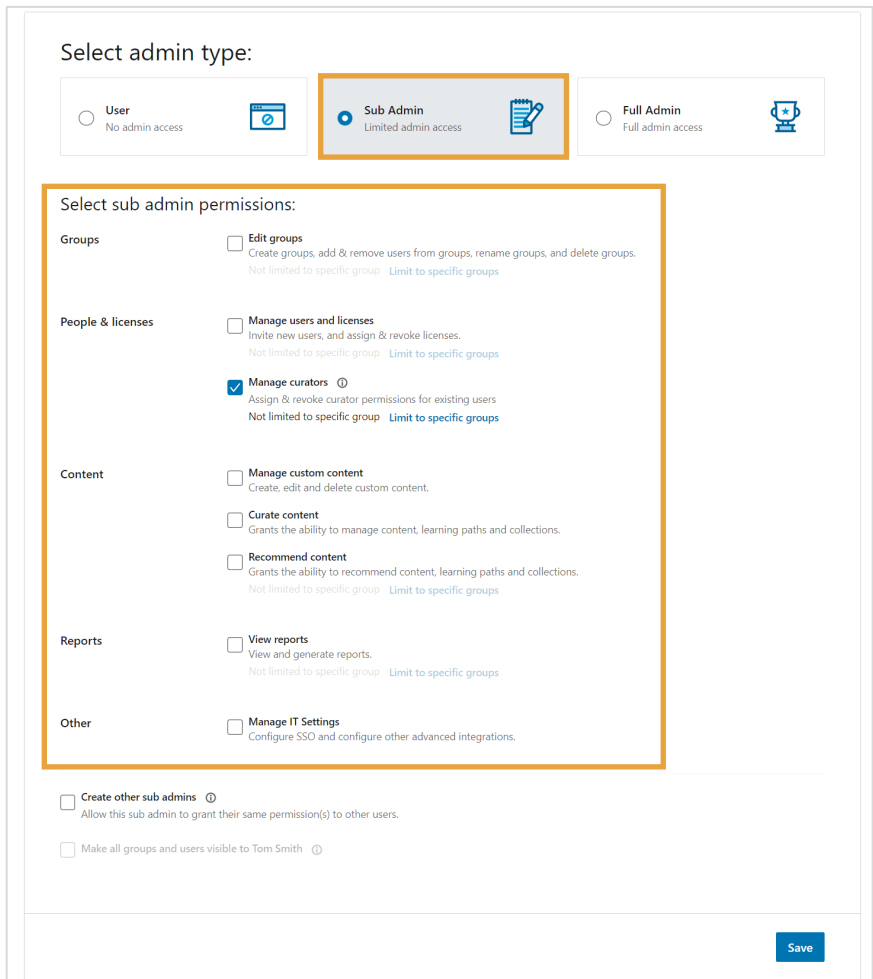 Select admin type:
User
No admin access
Sub Admin
Limited admin access
Full Admin
Full admin access
Select sub admin permissions:
Groups
Edit groups
Create groups, add & remove users from groups, rename groups, and delete groups.
Not limited to specific group Limit to specific groups
People & licenses
Manage users and licenses
Invite new users, and assign & revoke licenses.
Not limited to specific group Limit to specific groups
Manage curators
Assign & revoke curator permissions for existing users
Not limited to specific group Limit to specific groups
Content
Manage custom content
Create, edit and delete custom content.
Curate content
Grants the ability to manage content, learning paths and collections.
Recommend content
Grants the ability to recommend content, learning paths and collections.
Not limited to specific group Limit to specific groups
Reports
View reports
View and generate reports.
Not limited to specific group Limit to specific groups
Other
Manage IT Settings
Configure SSO and configure other advanced integrations.
Create other sub admins
Allow this sub admin to grant their same permission(s) to other users.
Make all groups and users visible to Tom Smith
Save